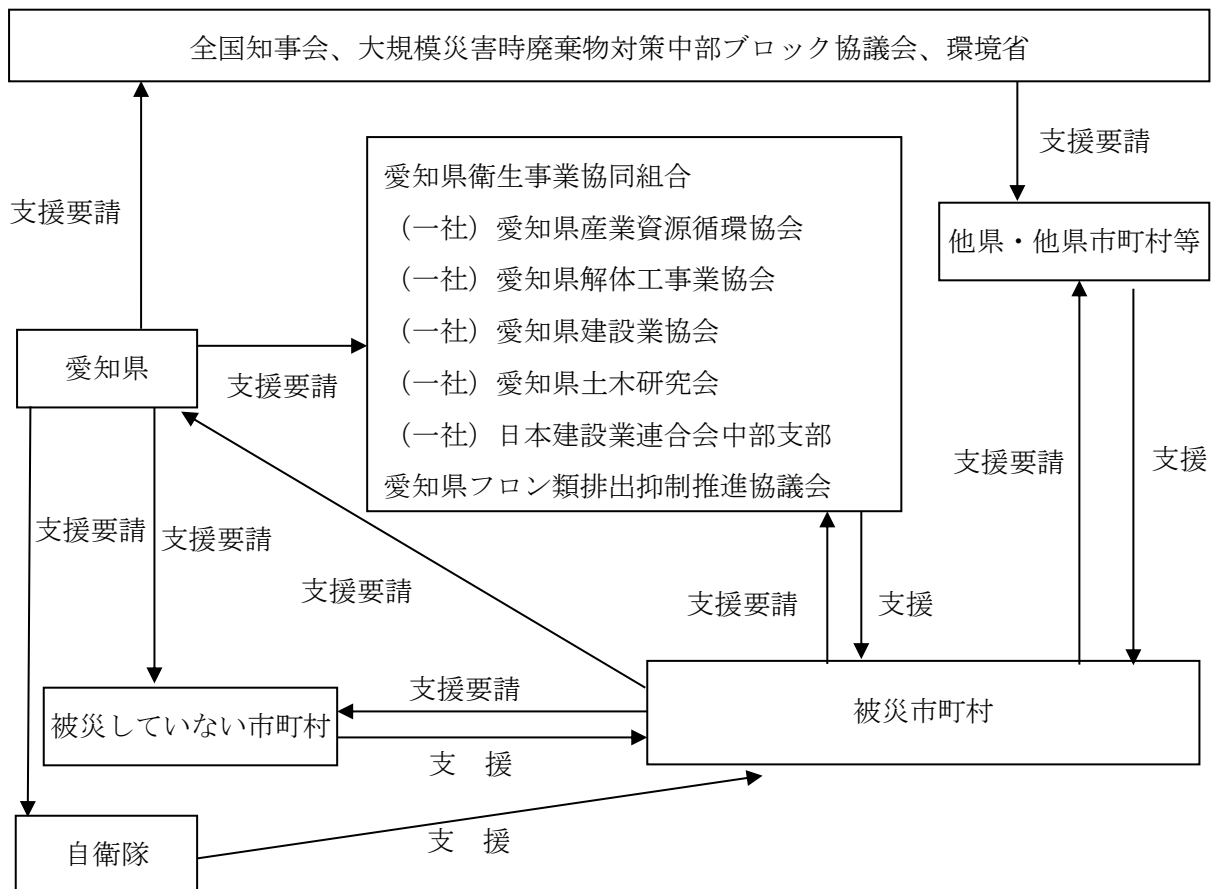 全国知事会、大規模災害時廃棄物対策中部ブロック協議会、環境省
支援要請
支援要請
愛知県衛生事業協同組合
（一社）愛知県産業資源循環協会
（一社）愛知県解体工事業協会
（一社）愛知県建設業協会
（一社）愛知県土木研究会
（一社）日本建設業連合会中部支部
愛知県フロン類排出抑制推進協議会
他県・他県市町村等
愛知県
支援要請
支援要請
支援
支援要請
支援要請
支援要請
支援要請
支援
支援要請
被災していない市町村
被災市町村
支　援
支　援
自衛隊